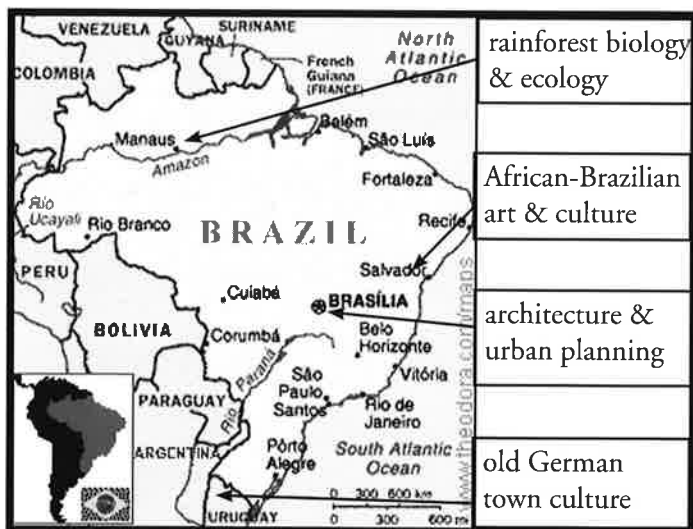 VENEZUELA
SURINAME
GUYANA
COLOMBIA
French
Guiana
(FRANCE)
North
Atlantic
Ocean
rainforest biology
& ecology
Manaus
Amazon
Belém
São Luís
Fortaleza
African-Brazilian
art & culture
Río
Ucayali
Rio Branco
BRAZIL
Recife
PERU
Salvador
Cuiabá
BRASÍLIA
architecture &
urban planning
BOLIVIA
Corumbá
Belo
Horizonte
Vitória
Rio Paraná
São
Paulo
Santos
Rio de
Janeiro
PARAGUAY
ARGENTINA
Pôrto
Alegre
South Atlantic
Ocean
old German
town culture
URUGUAY
0 300 600 km
0 300 600 mi
www.theodora.com/maps